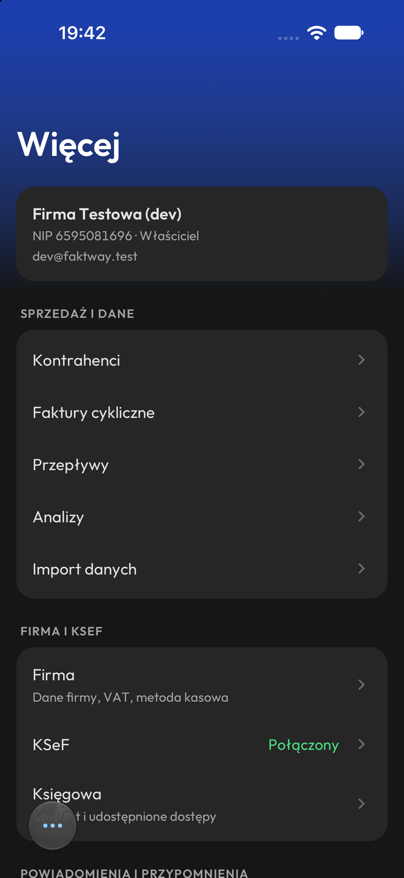 19:42
Więcej
Firma Testowa (dev)
NIP 6595081696 · Właściciel
dev@faktway.test
SPRZEDAŻ I DANE
Kontrahenci
Faktury cykliczne
Przepływy
Analizy
Import danych
FIRMA I KSEF
Firma
Dane firmy, VAT, metoda kasowa
KSeF
Połączony
Księgowa
i udostępnione dostępy
POWIADOMIENIA I PRZYPOMNIENIA